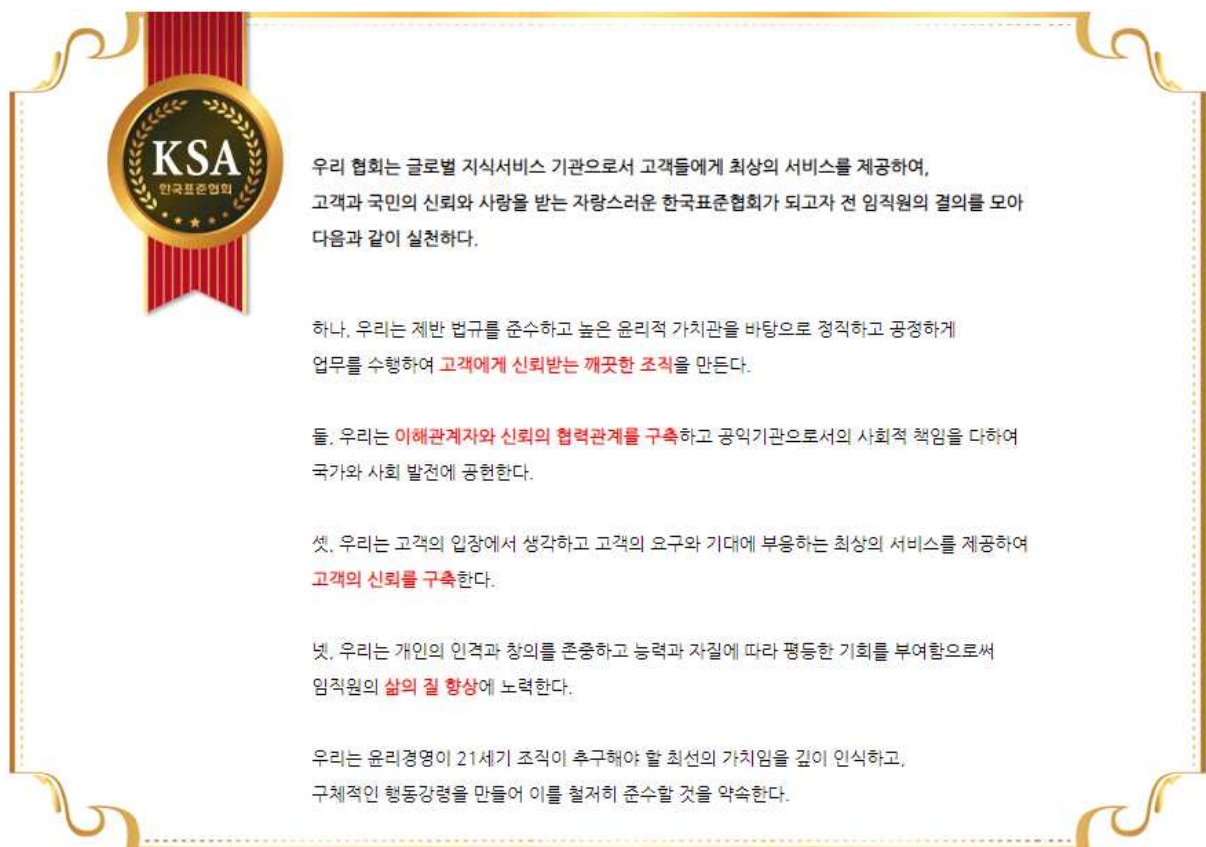 KSA
한국표준협회
우리 협회는 글로벌 지식서비스 기관으로서 고객들에게 최상의 서비스를 제공하여,
고객과 국민의 신뢰와 사랑을 받는 자랑스러운 한국표준협회가 되고자 전 임직원의 결의를 모아
다음과 같이 실천하다.
하나, 우리는 제반 법규를 준수하고 높은 윤리적 가치관을 바탕으로 정직하고 공정하게
업무를 수행하여 고객에게 신뢰받는 깨끗한 조직을 만든다.
둘, 우리는 이해관계자와 신뢰의 협력관계를 구축하고 공익기관으로서의 사회적 책임을 다하여
국가와 사회 발전에 공헌한다.
셋, 우리는 고객의 입장에서 생각하고 고객의 요구와 기대에 부응하는 최상의 서비스를 제공하여
고객의 신뢰를 구축한다.
넷, 우리는 개인의 인격과 창의를 존중하고 능력과 자질에 따라 평등한 기회를 부여함으로써
임직원의 삶의 질 향상에 노력한다.
우리는 윤리경영이 21세기 조직이 추구해야 할 최선의 가치임을 깊이 인식하고,
구체적인 행동강령을 만들어 이를 철저히 준수할 것을 약속한다.